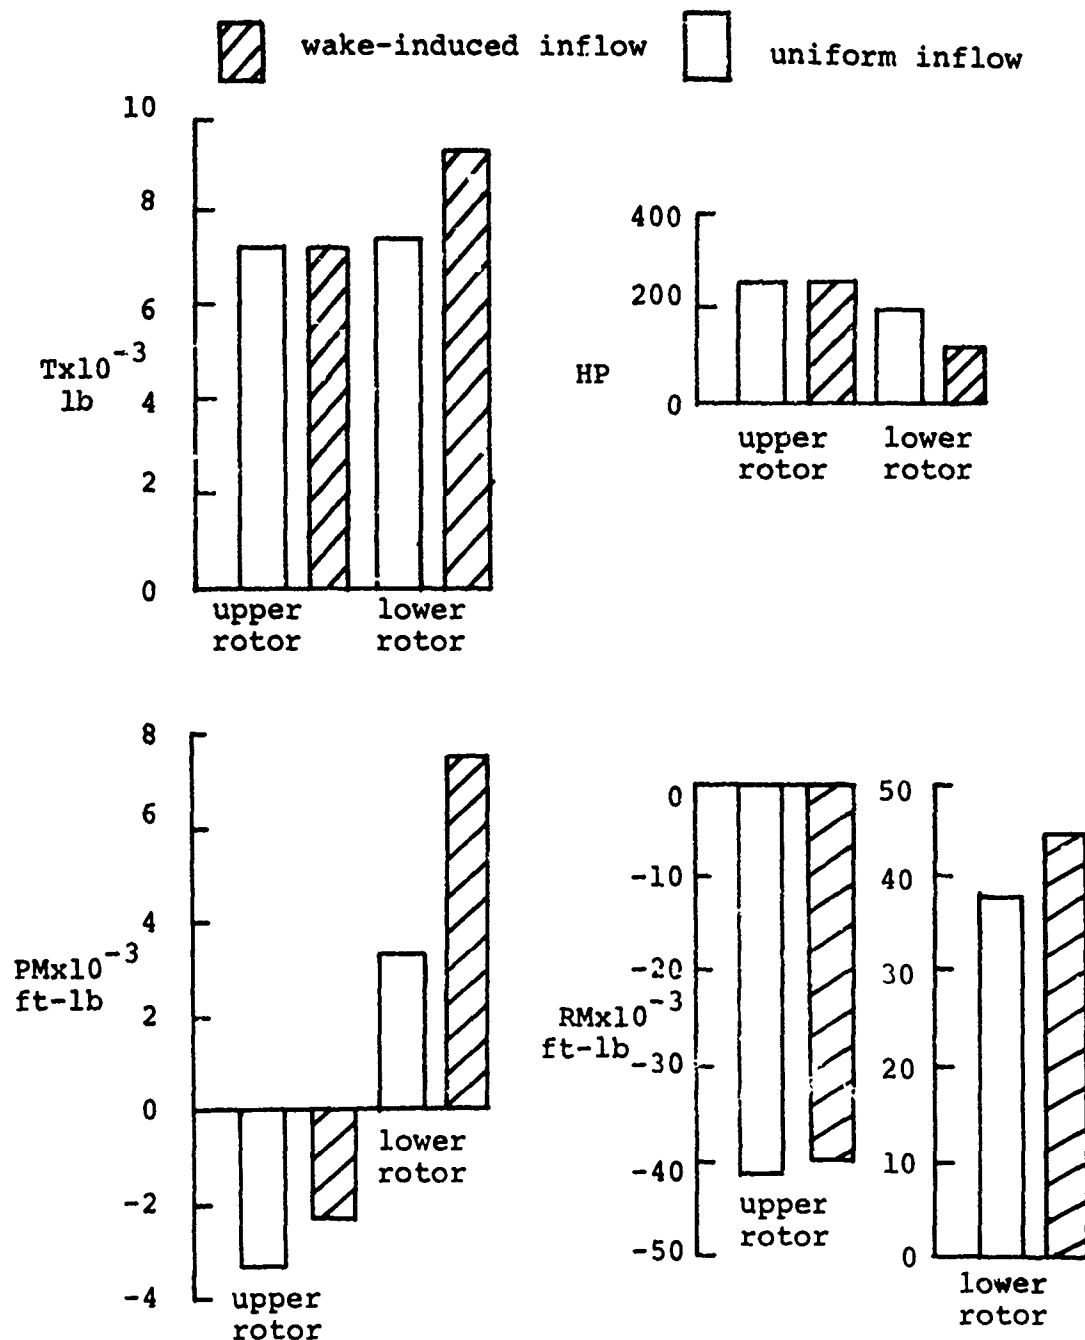 wake-induced inflow
uniform inflow
10
8
6
Tx10^-3
lb
4
2
0
upper
rotor
lower
rotor
400
200
HP
0
upper
rotor
lower
rotor
8
6
4
PMx10^-3
ft-lb
2
0
-2
-4
lower
rotor
upper
rotor
0
-10
-20
RMx10^-3
ft-lb
-30
-40
-50
upper
rotor
50
40
30
20
10
0
lower
rotor